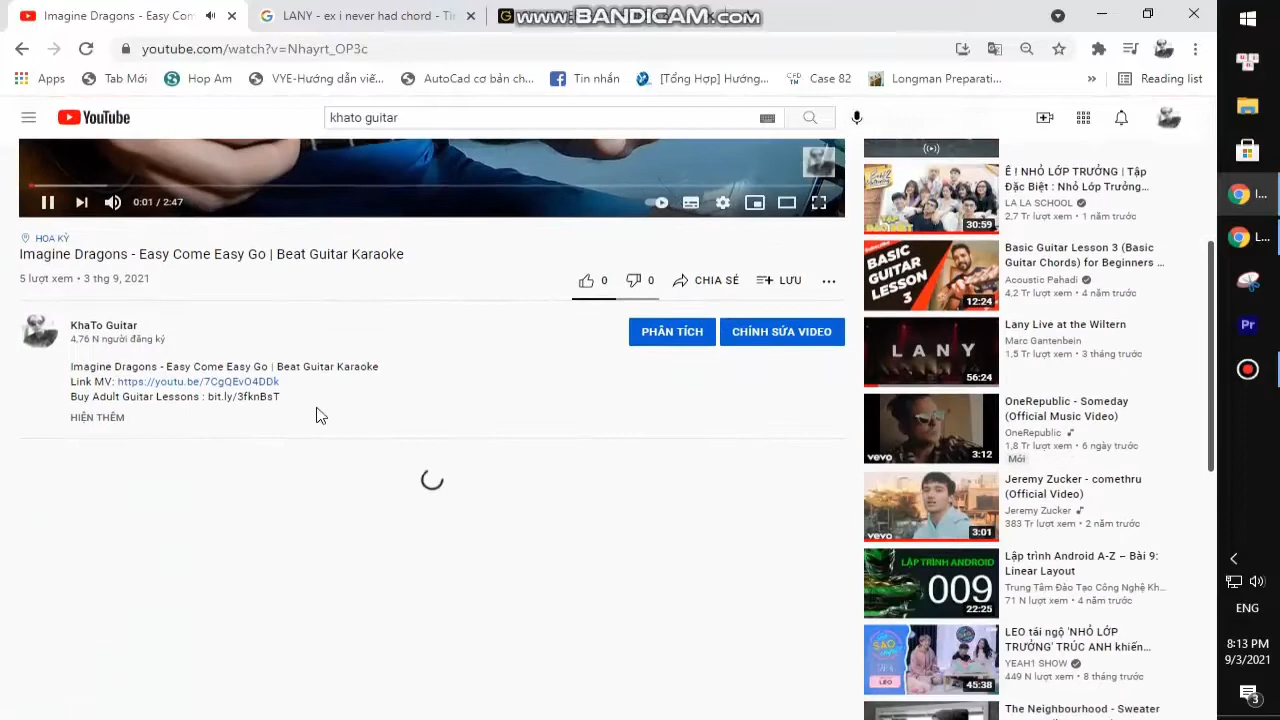 Imagine Dragons - Easy Com
LANY - ex i never had chord - Th
www.BANDICAM.com
youtube.com/watch?v=Nhayrt_OP3c
Apps
Tab Mới
Hop Am
VYE-Hướng dẫn viế...
AutoCad cơ bản ch...
Tin nhắn
[Tổng Hợp] Hướng...
Case 82
Longman Preparati...
»
Reading list
YouTube
khato guitar
0:01 / 2:47
HOA KỲ
Imagine Dragons - Easy Come Easy Go | Beat Guitar Karaoke
5 lượt xem • 3 thg 9, 2021
0
0
CHIA SẺ
LƯU
KhaTo Guitar
4,76 N người đăng ký
PHÂN TÍCH
CHỈNH SỬA VIDEO
Imagine Dragons - Easy Come Easy Go | Beat Guitar Karaoke
Link MV: https://youtu.be/7CgQEvO4DDk
Buy Adult Guitar Lessons : bit.ly/3fknBsT
HIỆN THÊM
30:59
Ê ! NHỎ LỚP TRƯỞNG | Tập
Đặc Biệt : Nhỏ Lớp Trưởng...
LA LA SCHOOL
2,7 Tr lượt xem • 1 năm trước
BASIC
GUITAR
LESSON
3
12:24
Basic Guitar Lesson 3 (Basic
Guitar Chords) for Beginners ...
Acoustic Pahadi
4,2 Tr lượt xem • 4 năm trước
LANY
56:24
Lany Live at the Wiltern
Marc Gantenbein
1,5 Tr lượt xem • 3 tháng trước
vevo
3:12
OneRepublic - Someday
(Official Music Video)
OneRepublic
1,8 Tr lượt xem • 6 ngày trước
Mới
vevo
3:01
Jeremy Zucker - comethru
(Official Video)
Jeremy Zucker
383 Tr lượt xem • 2 năm trước
LẬP TRÌNH ANDROID
009
22:25
Lập trình Android A-Z – Bài 9:
Linear Layout
Trung Tâm Đào Tạo Công Nghệ Kh...
71 N lượt xem • 4 năm trước
SAO
LEO
45:38
LEO tái ngộ 'NHỎ LỚP
TRƯỞNG' TRÚC ANH khiến...
YEAH1 SHOW
449 N lượt xem • 8 tháng trước
The Neighbourhood - Sweater
I...
L...
Pr
ENG
8:13 PM
9/3/2021
3